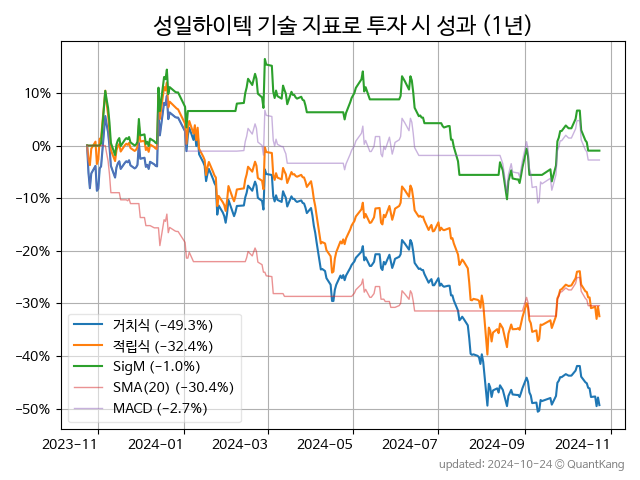 성일하이텍 기술 지표로 투자 시 성과 (1년)
10%
0%
−10%
−20%
−30%
−40%
−50%
거치식 (−49.3%)
적립식 (−32.4%)
SigM (−1.0%)
SMA(20) (−30.4%)
MACD (−2.7%)
2023−11 2024−01 2024−03 2024−05 2024−07 2024−09 2024−11
updated: 2024-10-24 © QuantKang